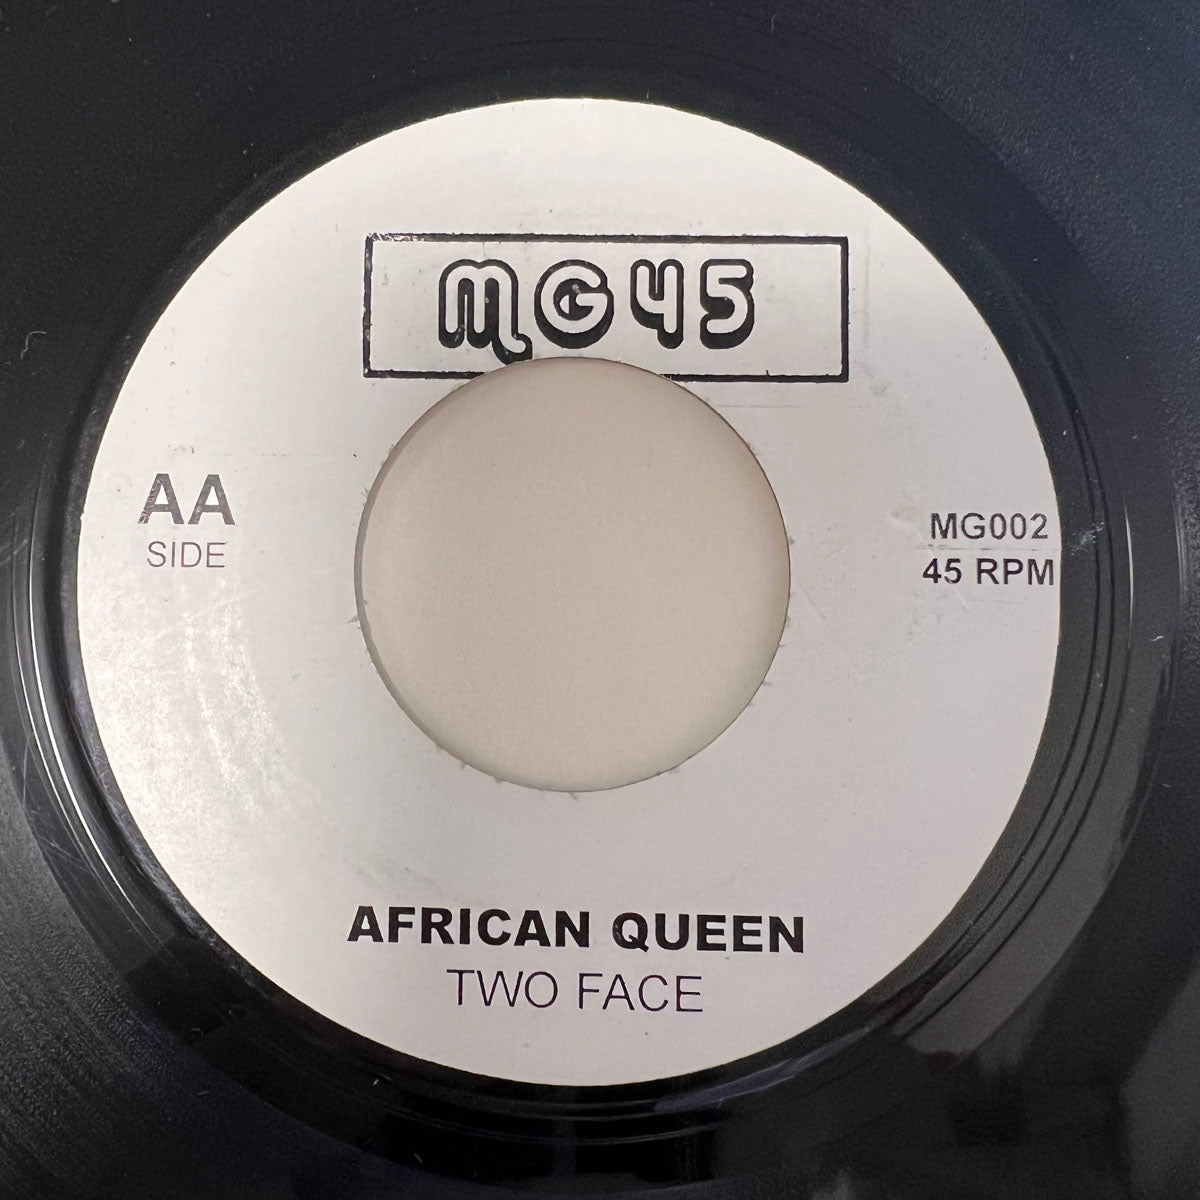 MG45
AA
SIDE
MG002
45 RPM
AFRICAN QUEEN
TWO FACE